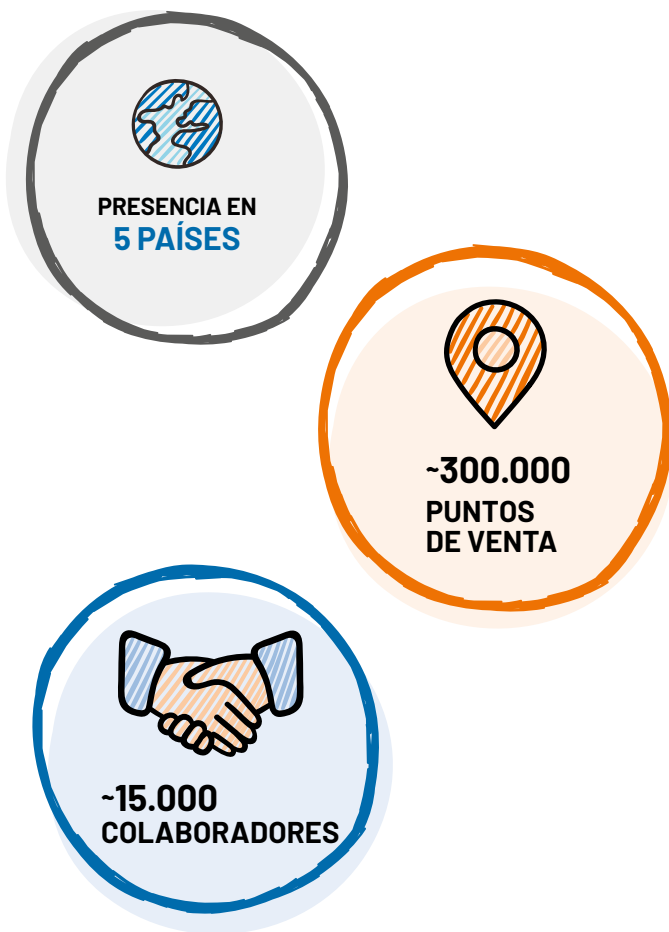 PRESENCIA EN
5 PAÍSES
~300.000
PUNTOS
DE VENTA
~15.000
COLABORADORES